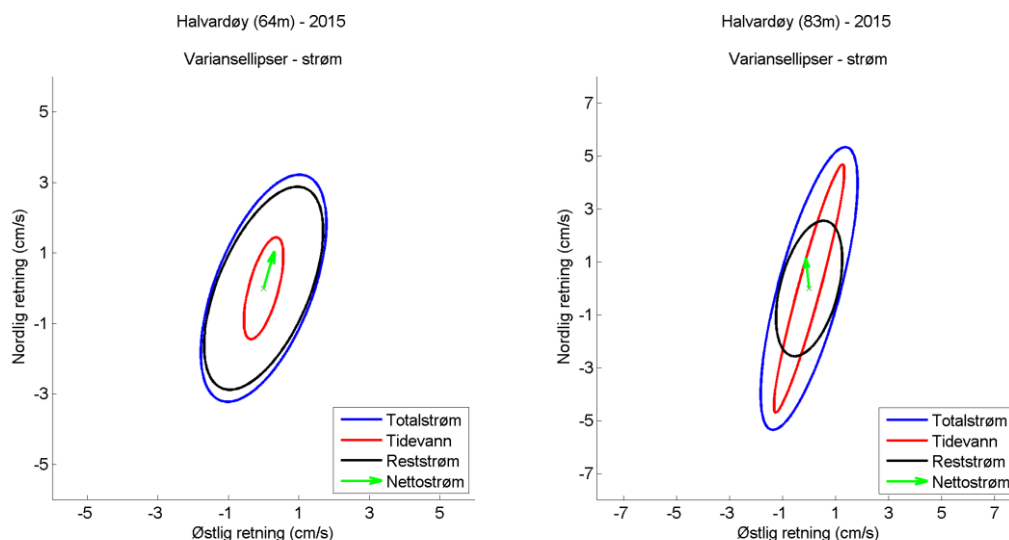 Halvardøy (64m) - 2015
Variansellipser - strøm
Nordlig retning (cm/s)
5
3
1
-1
-3
-5
-5
-3
-1
1
3
5
Østlig retning (cm/s)
Totalstrøm
Tidevann
Reststrøm
Nettostrøm
Halvardøy (83m) - 2015
Variansellipser - strøm
Nordlig retning (cm/s)
7
5
3
1
-1
-3
-5
-7
-7
-5
-3
-1
1
3
5
7
Østlig retning (cm/s)
Totalstrøm
Tidevann
Reststrøm
Nettostrøm